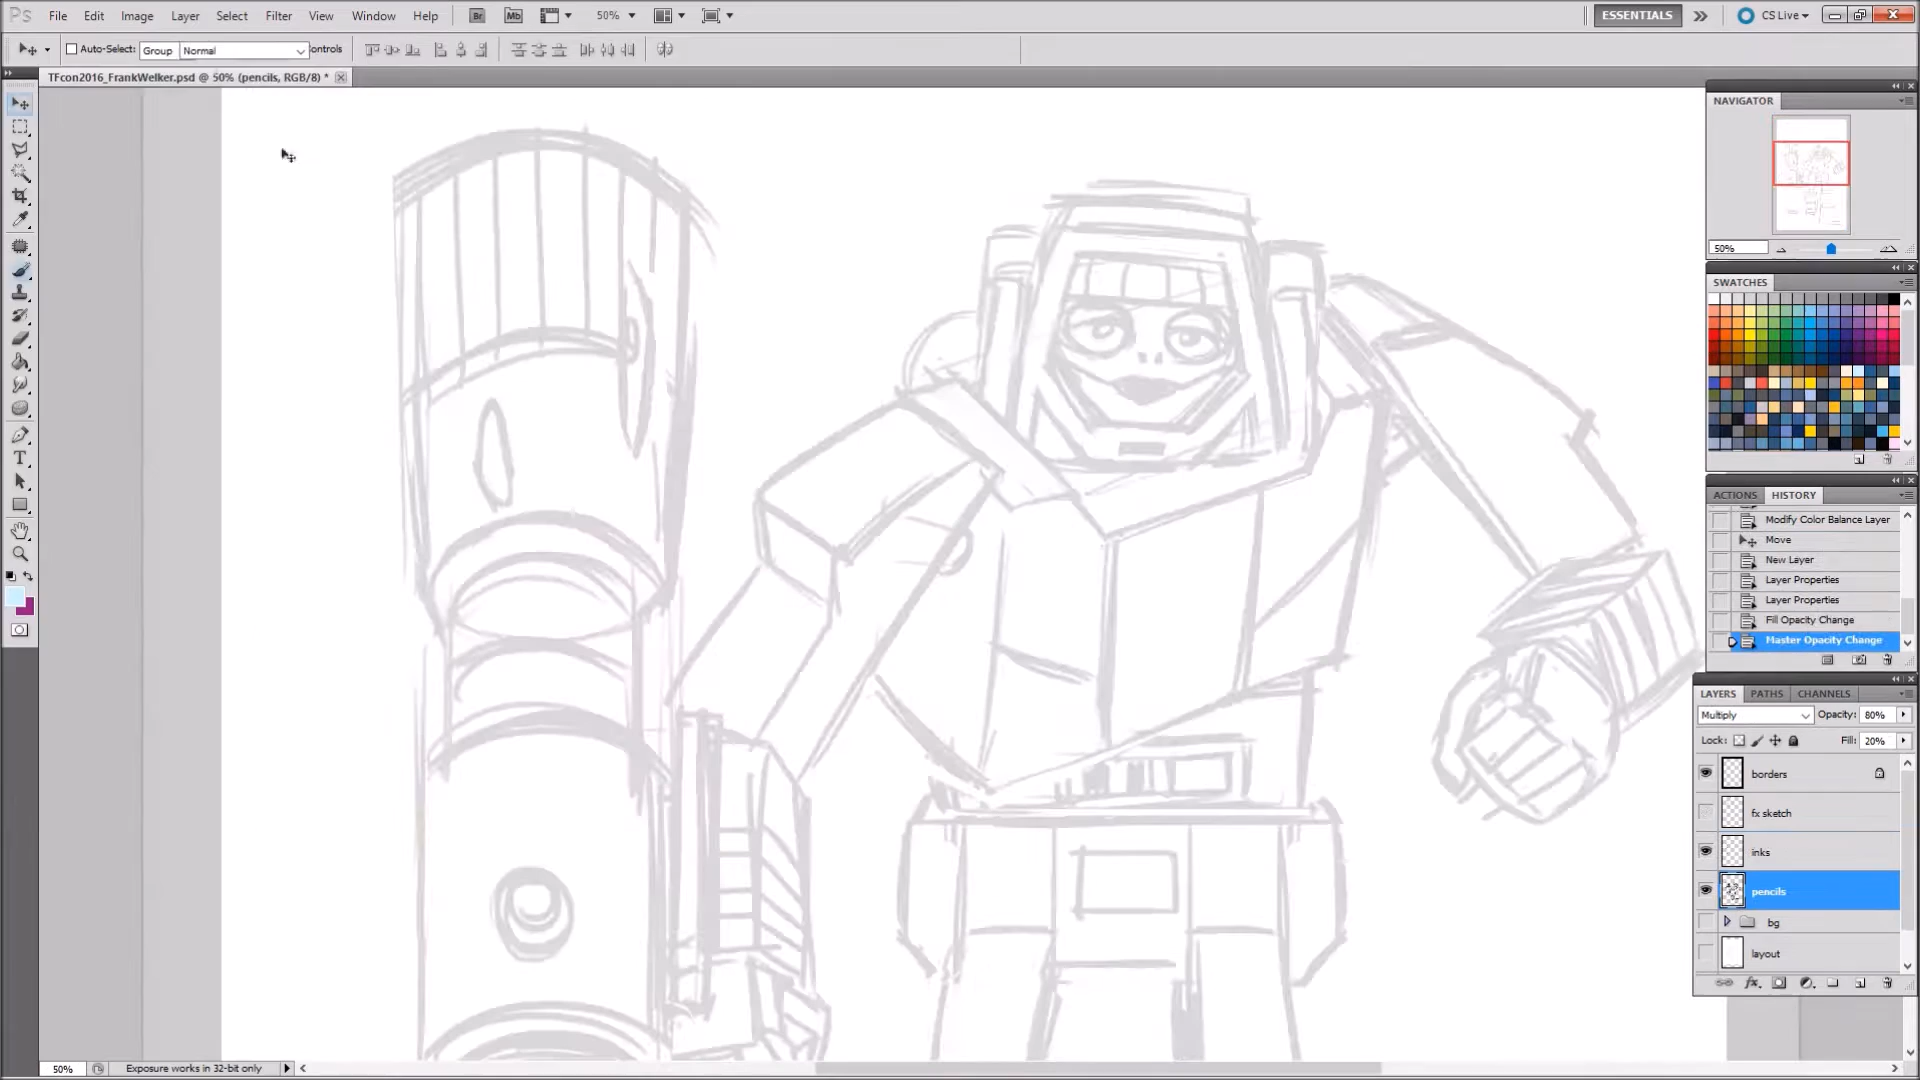 Ps File Edit Image Layer Select Filter View Window Help Br Mb 50% ESSENTIALS CS Live
Auto-Select: Group Normal ontrols
TFcon2016_FrankWelker.psd @ 50% (pencils, RGB/8) *
NAVIGATOR
50%
SWATCHES
ACTIONS HISTORY
Modify Color Balance Layer
Move
New Layer
Layer Properties
Layer Properties
Fill Opacity Change
Master Opacity Change
LAYERS PATHS CHANNELS
Multiply Opacity: 80%
Lock: Fill: 20%
borders
fx sketch
inks
pencils
bg
layout
50% Exposure works in 32-bit only